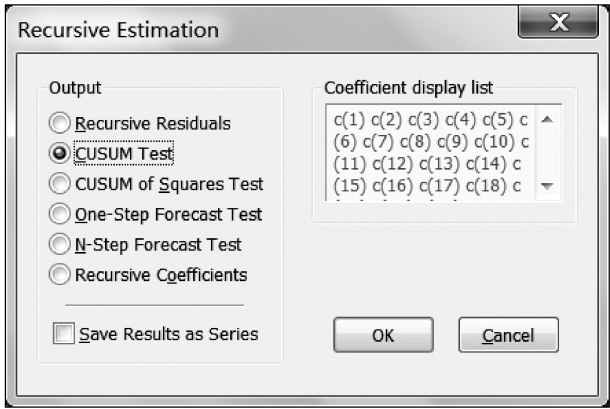 Recursive Estimation
X
Output
Recursive Residuals
CUSUM Test
CUSUM of Squares Test
One-Step Forecast Test
N-Step Forecast Test
Recursive Coefficients
Save Results as Series
Coefficient display list
c(1) c(2) c(3) c(4) c(5) c
(6) c(7) c(8) c(9) c(10) c
(11) c(12) c(13) c(14) c
(15) c(16) c(17) c(18) c
OK
Cancel